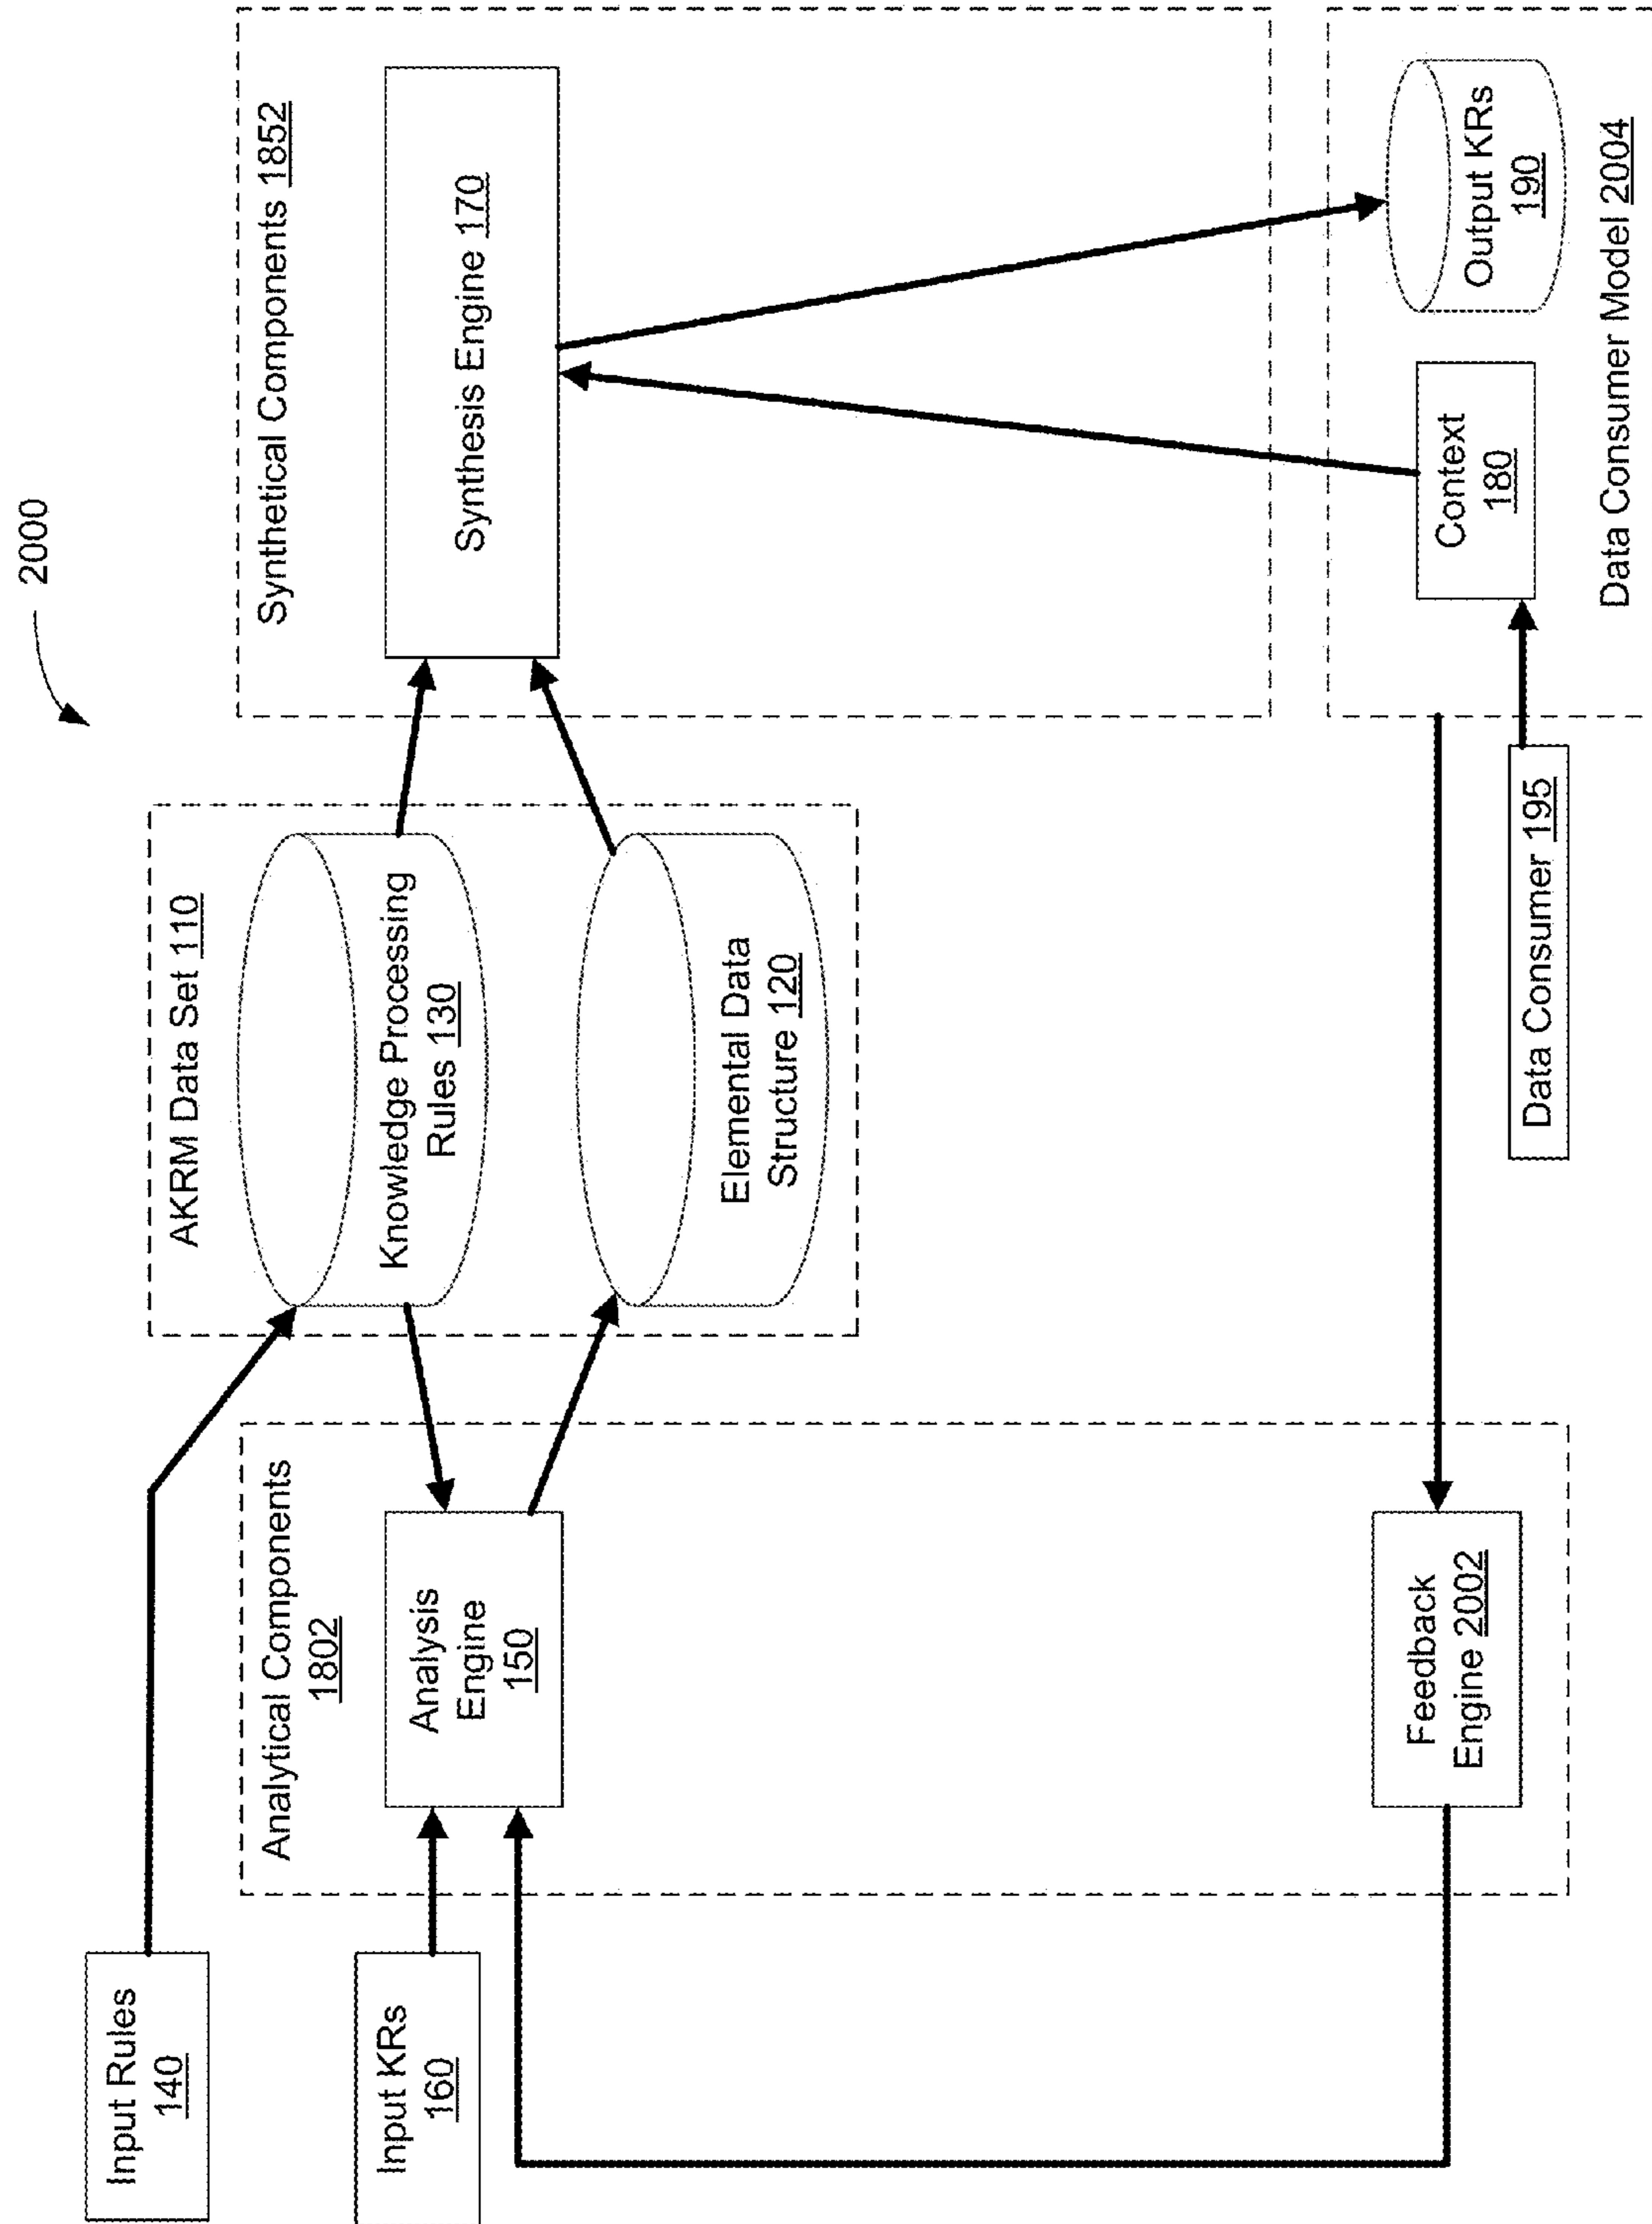 2000
Input Rules
140
Input KRs
160
Analytical Components
1802
Analysis
Engine
150
Feedback
Engine 2002
AKRM Data Set 110
Knowledge Processing
Rules 130
Elemental Data
Structure 120
Synthetical Components 1852
Synthesis Engine 170
Data Consumer 195
Context
180
Output KRs
190
Data Consumer Model 2004